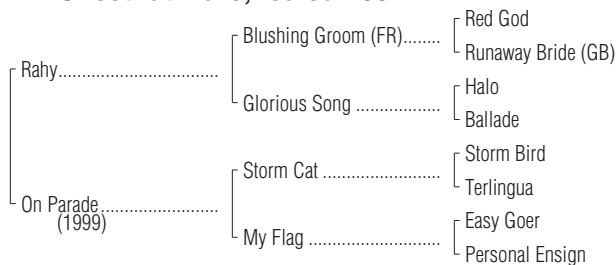 Red God
Blushing Groom (FR)........
Runaway Bride (GB)
Rahy..........................................
Halo
Glorious Song ......................
Ballade
Storm Bird
Storm Cat ..............................
Terlingua
On Parade...............................
(1999)
Easy Goer
My Flag ..................................
Personal Ensign